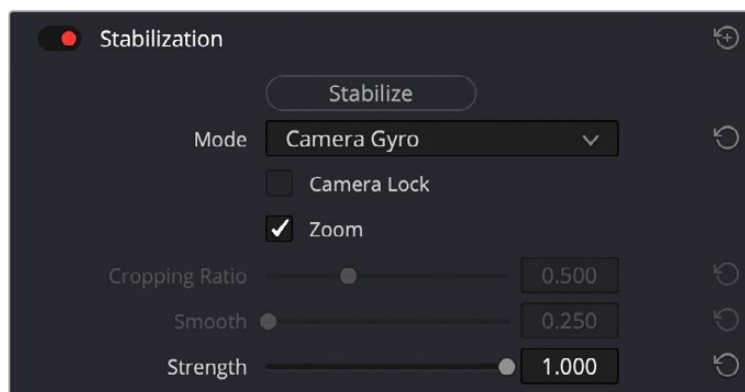 Stabilization
Stabilize
Mode Camera Gyro
Camera Lock
Zoom
Cropping Ratio 0.500
Smooth 0.250
Strength 1.000